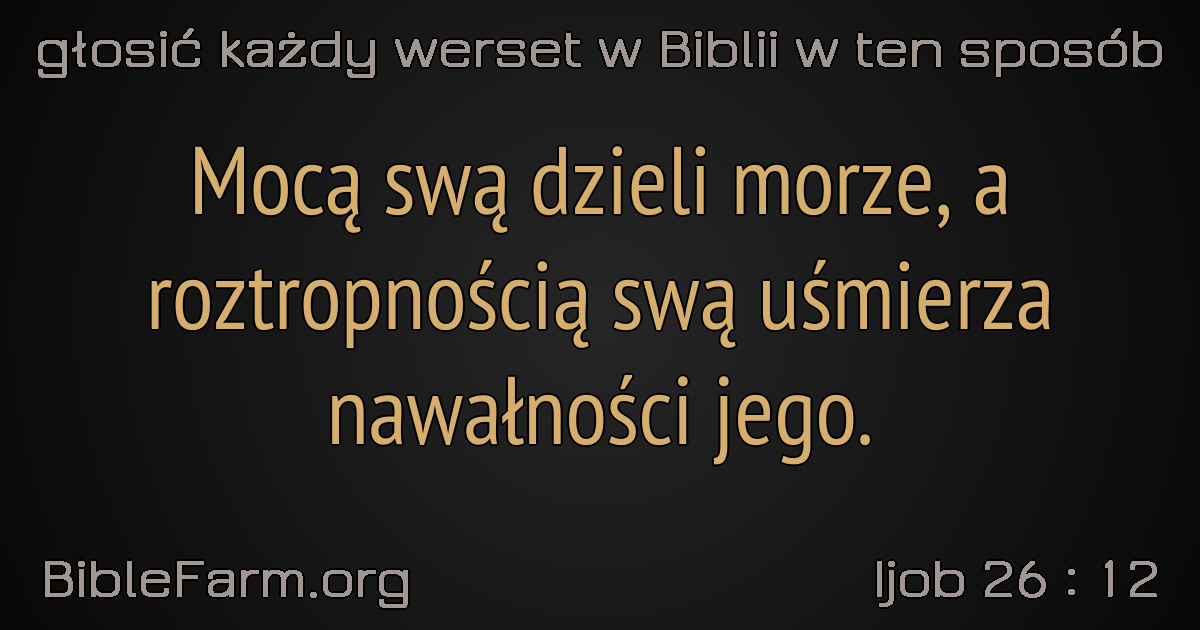 głosić każdy werset w Biblii w ten sposób
Mocą swą dzieli morze, a
roztropnością swą uśmierza
nawałności jego.
BibleFarm.org
Ijob 26 : 12